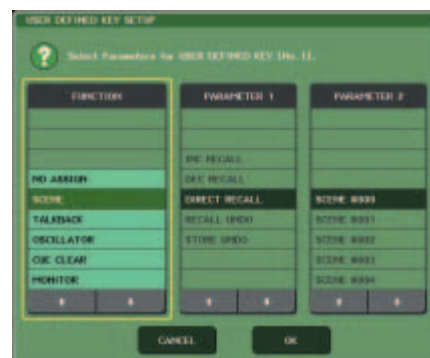 USER DEFINED KEY SETUP
Select Parameters for USER DEFINED KEY [No. 1].
FUNCTION
PARAMETER 1
PARAMETER 2
INC RECALL
NO ASSIGN
DEC RECALL
SCENE
DIRECT RECALL
SCENE #000
TALKBACK
RECALL UNDO
SCENE #001
OSCILLATOR
STORE UNDO
SCENE #002
CUE CLEAR
SCENE #003
MONITOR
SCENE #004
CANCEL
OK